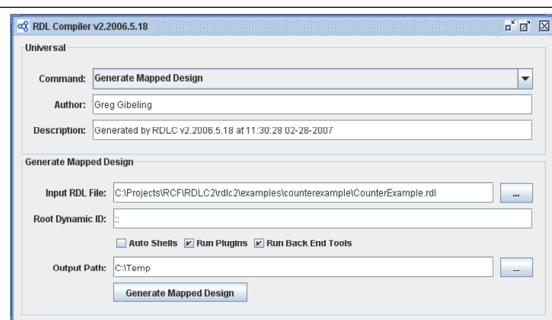 RDL Compiler v2.2006.5.18
Universal
Command: Generate Mapped Design
Author: Greg Gibeling
Description: Generated by RDLC v2.2006.5.18 at 11:30:28 02-28-2007
Generate Mapped Design
Input RDL File: C:\Projects\RCF\RDLC2\rdlc2\examples\counterexample\CounterExample.rdl ...
Root Dynamic ID: ::
Auto Shells Run Plugins Run Back End Tools
Output Path: C:\Temp ...
Generate Mapped Design